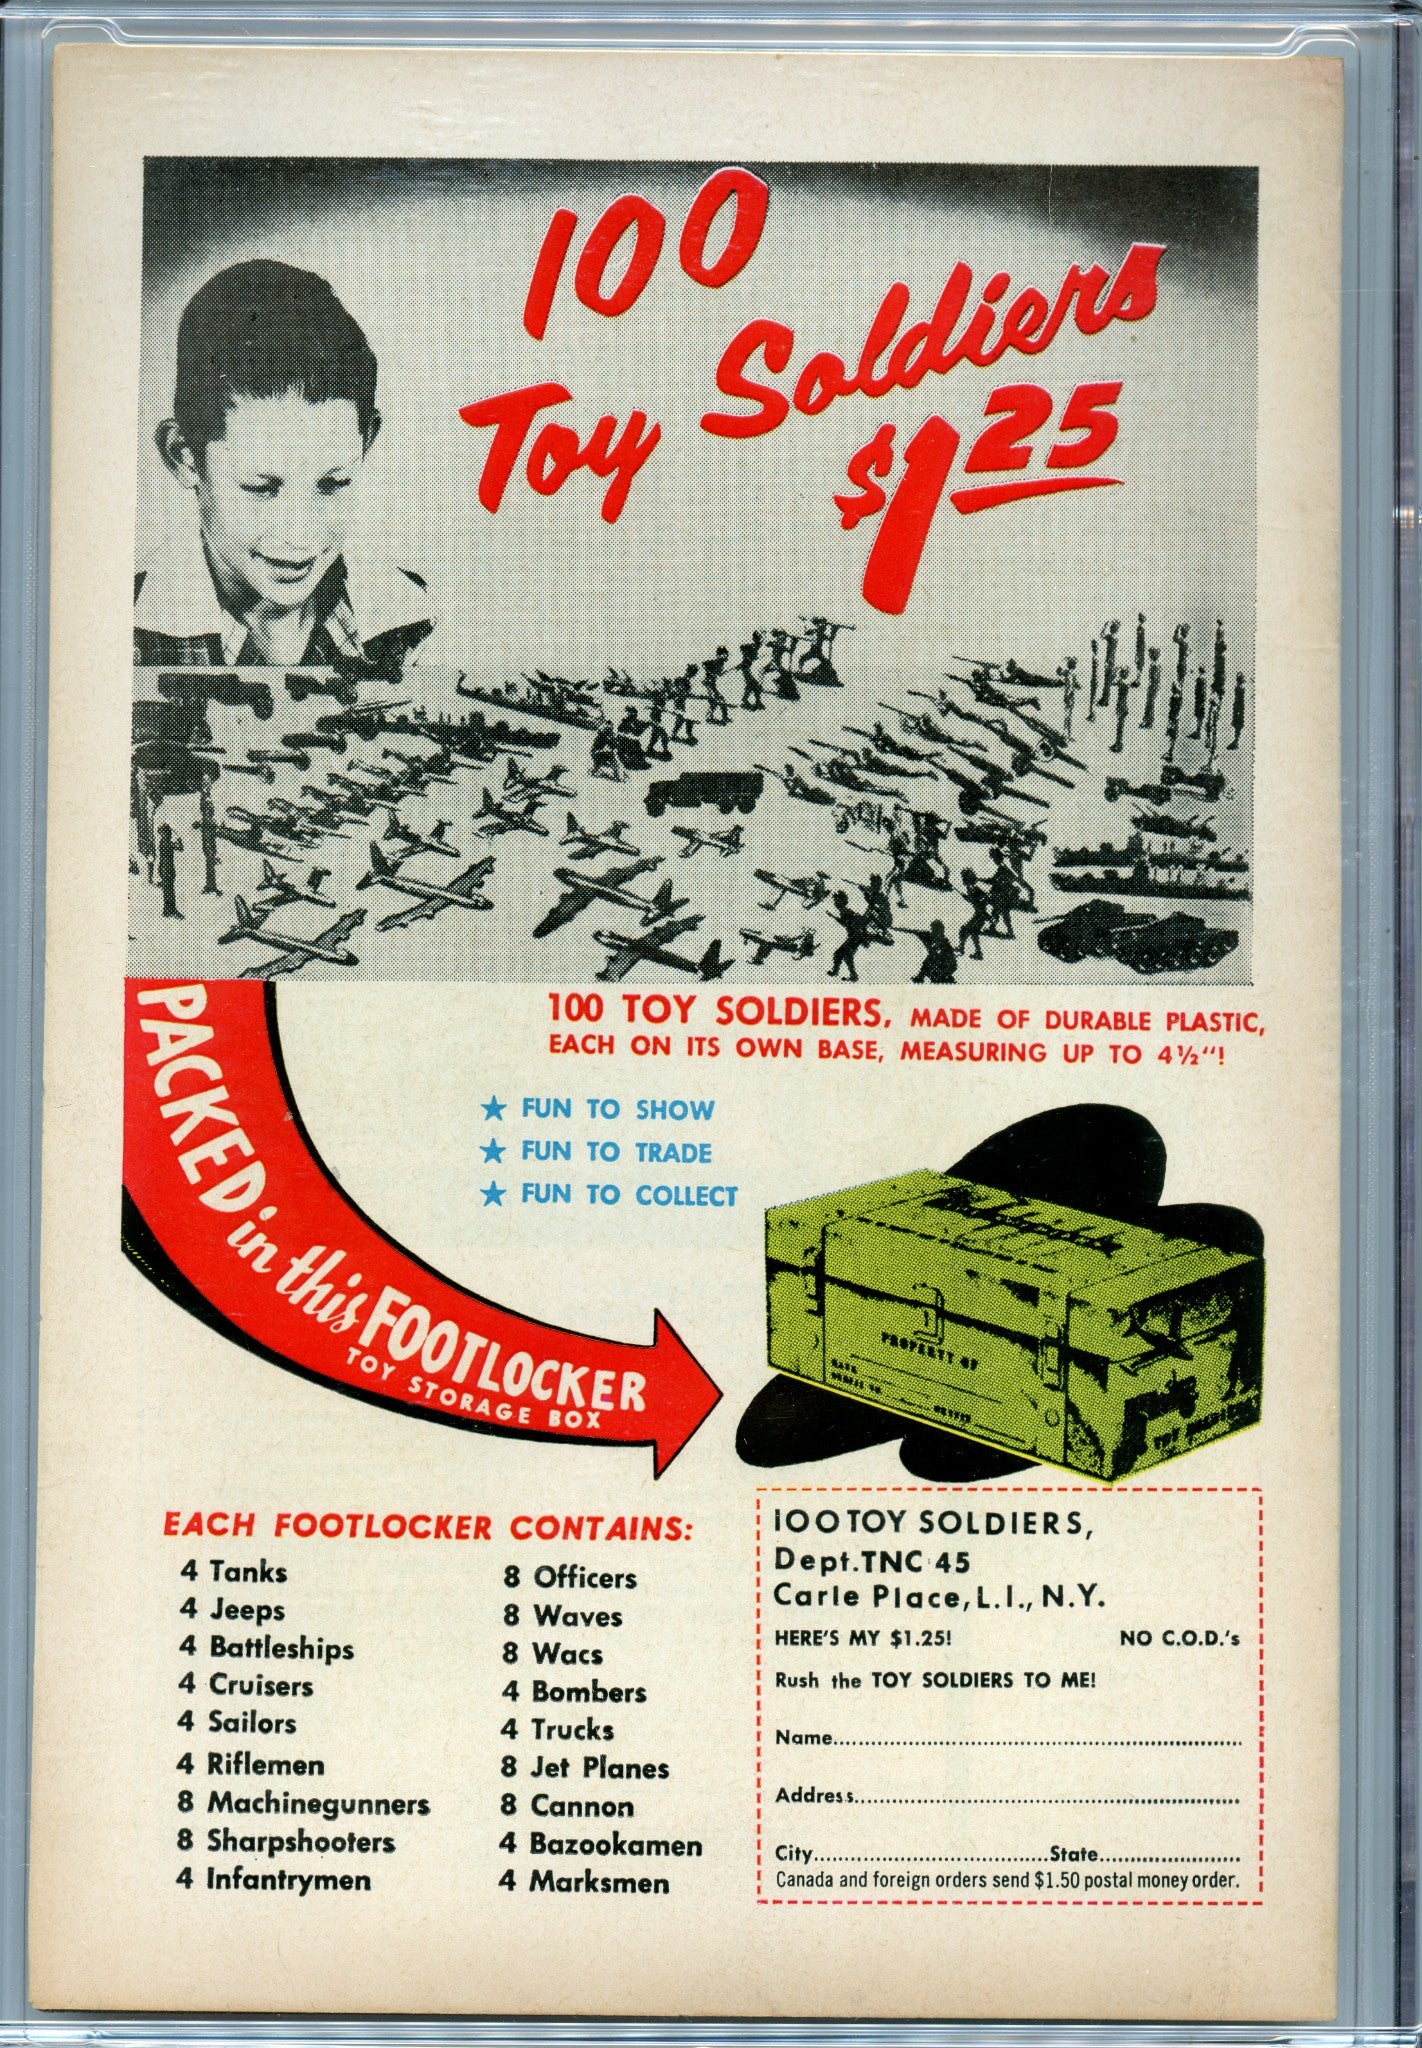 100
Toy Soldiers
$1 25
100 TOY SOLDIERS, MADE OF DURABLE PLASTIC,
EACH ON ITS OWN BASE, MEASURING UP TO 4½"!
★ FUN TO SHOW
★ FUN TO TRADE
★ FUN TO COLLECT
PACKED in this FOOTLOCKER
TOY STORAGE BOX
PROPERTY OF
EACH FOOTLOCKER CONTAINS:
4 Tanks
4 Jeeps
4 Battleships
4 Cruisers
4 Sailors
4 Riflemen
8 Machinegunners
8 Sharpshooters
4 Infantrymen
8 Officers
8 Waves
8 Wacs
4 Bombers
4 Trucks
8 Jet Planes
8 Cannon
4 Bazookamen
4 Marksmen
100 TOY SOLDIERS,
Dept. TNC 45
Carle Place, L.I., N.Y.
HERE'S MY $1.25! NO C.O.D.'s
Rush the TOY SOLDIERS TO ME!
Name
Address
City State
Canada and foreign orders send $1.50 postal money order.